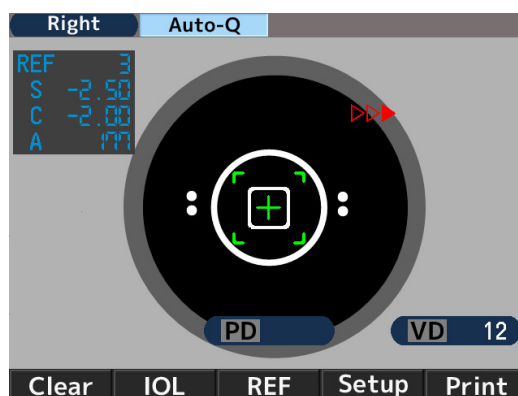 Right Auto-Q
REF 3
S -2.50
C -2.00
A 177
PD VD 12
Clear IOL REF Setup Print